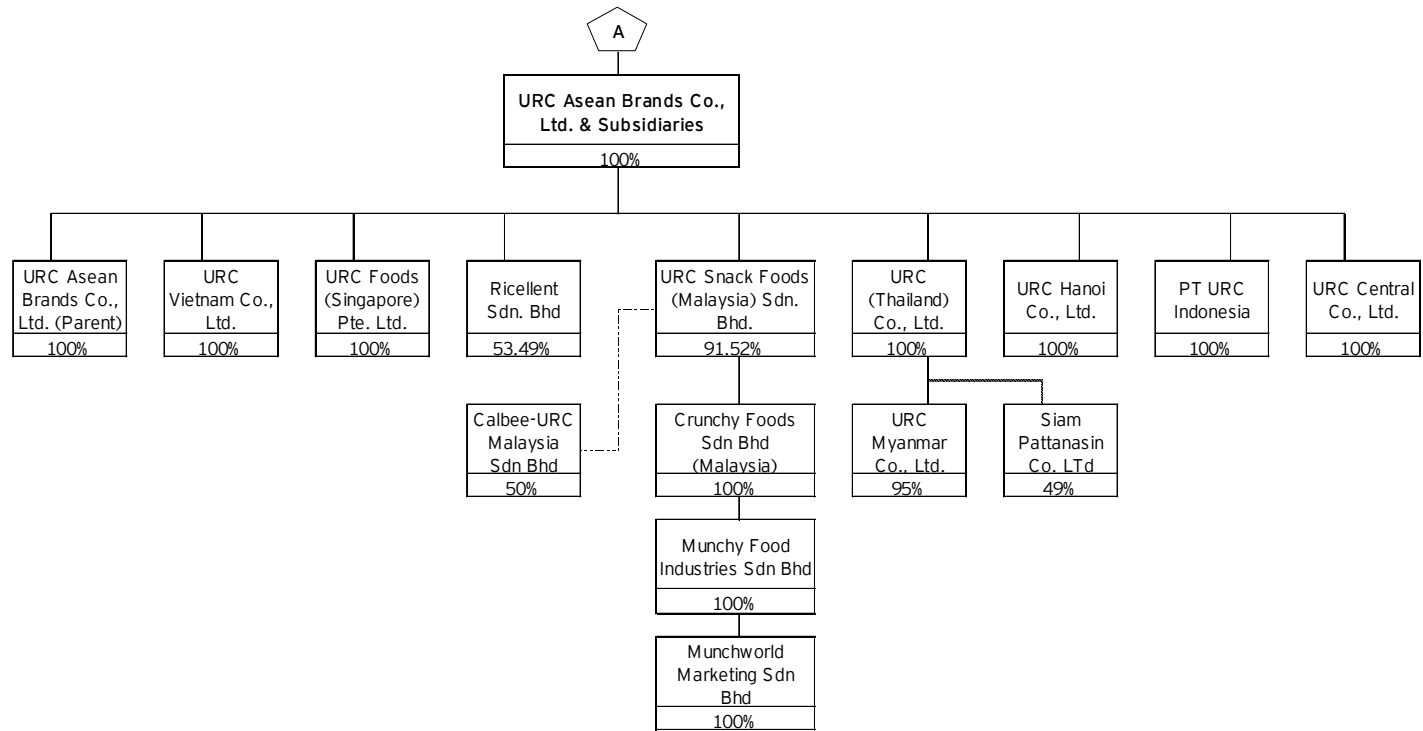 A
URC Asean Brands Co.,
Ltd. & Subsidiaries
100%
URC Asean
Brands Co.,
Ltd. (Parent)
100%
URC
Vietnam Co.,
Ltd.
100%
URC Foods
(Singapore)
Pte. Ltd.
100%
Ricellent
Sdn. Bhd
53.49%
URC Snack Foods
(Malaysia) Sdn.
Bhd.
91.52%
URC
(Thailand)
Co., Ltd.
100%
URC Hanoi
Co., Ltd.
100%
PT URC
Indonesia
100%
URC Central
Co., Ltd.
100%
Calbee-URC
Malaysia
Sdn Bhd
50%
Crunchy Foods
Sdn Bhd
(Malaysia)
100%
URC
Myanmar
Co., Ltd.
95%
Siam
Pattanasin
Co. LTd
49%
Munchy Food
Industries Sdn Bhd
100%
Munchworld
Marketing Sdn
Bhd
100%